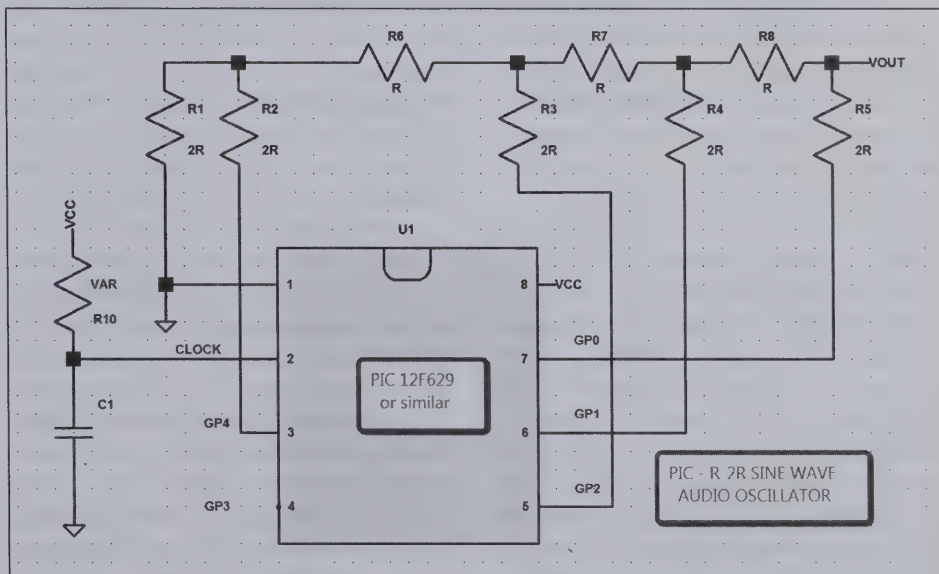 R6
R7
R8
R
R
R
VOUT
R1
R2
R3
R4
R5
2R
2R
2R
2R
2R
VCC
U1
VAR
R10
1
8
VCC
CLOCK
2
7
GP0
PIC 12F629
or similar
C1
GP4
3
6
GP1
GP3
4
5
GP2
PIC - R 2R SINE WAVE
AUDIO OSCILLATOR